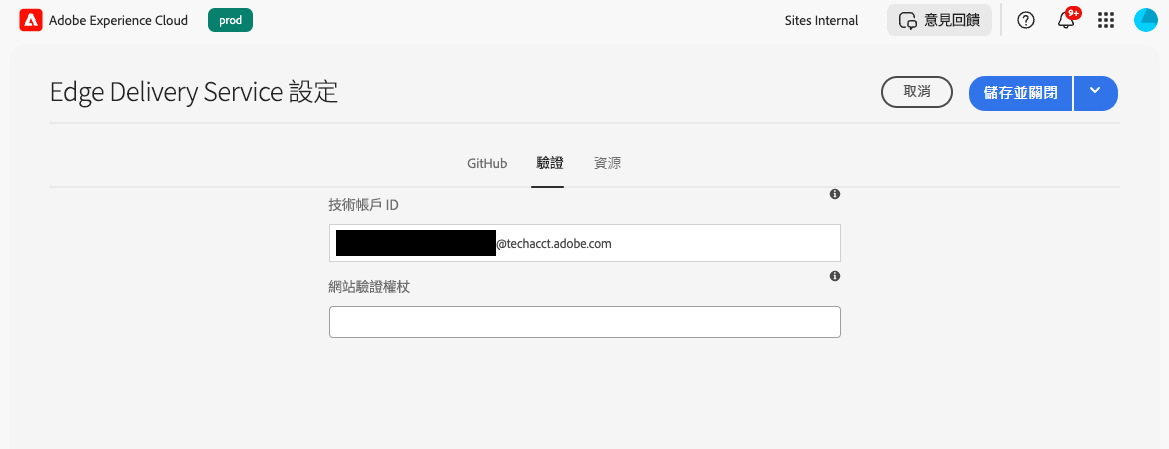 Adobe Experience Cloud prod Sites Internal 意見回饋 9+
Edge Delivery Service 設定 取消 儲存並關閉
GitHub 驗證 資源
技術帳戶 ID
@techacct.adobe.com
網站驗證權杖